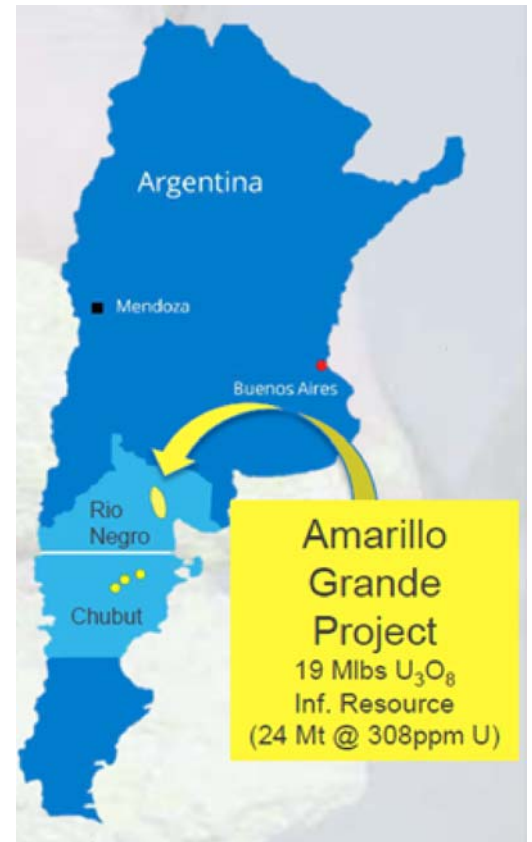 Argentina
Mendoza
Buenos Aires
Rio
Negro
Chubut
Amarillo
Grande
Project
19 Mlbs U₃O₈
Inf. Resource
(24 Mt @ 308ppm U)